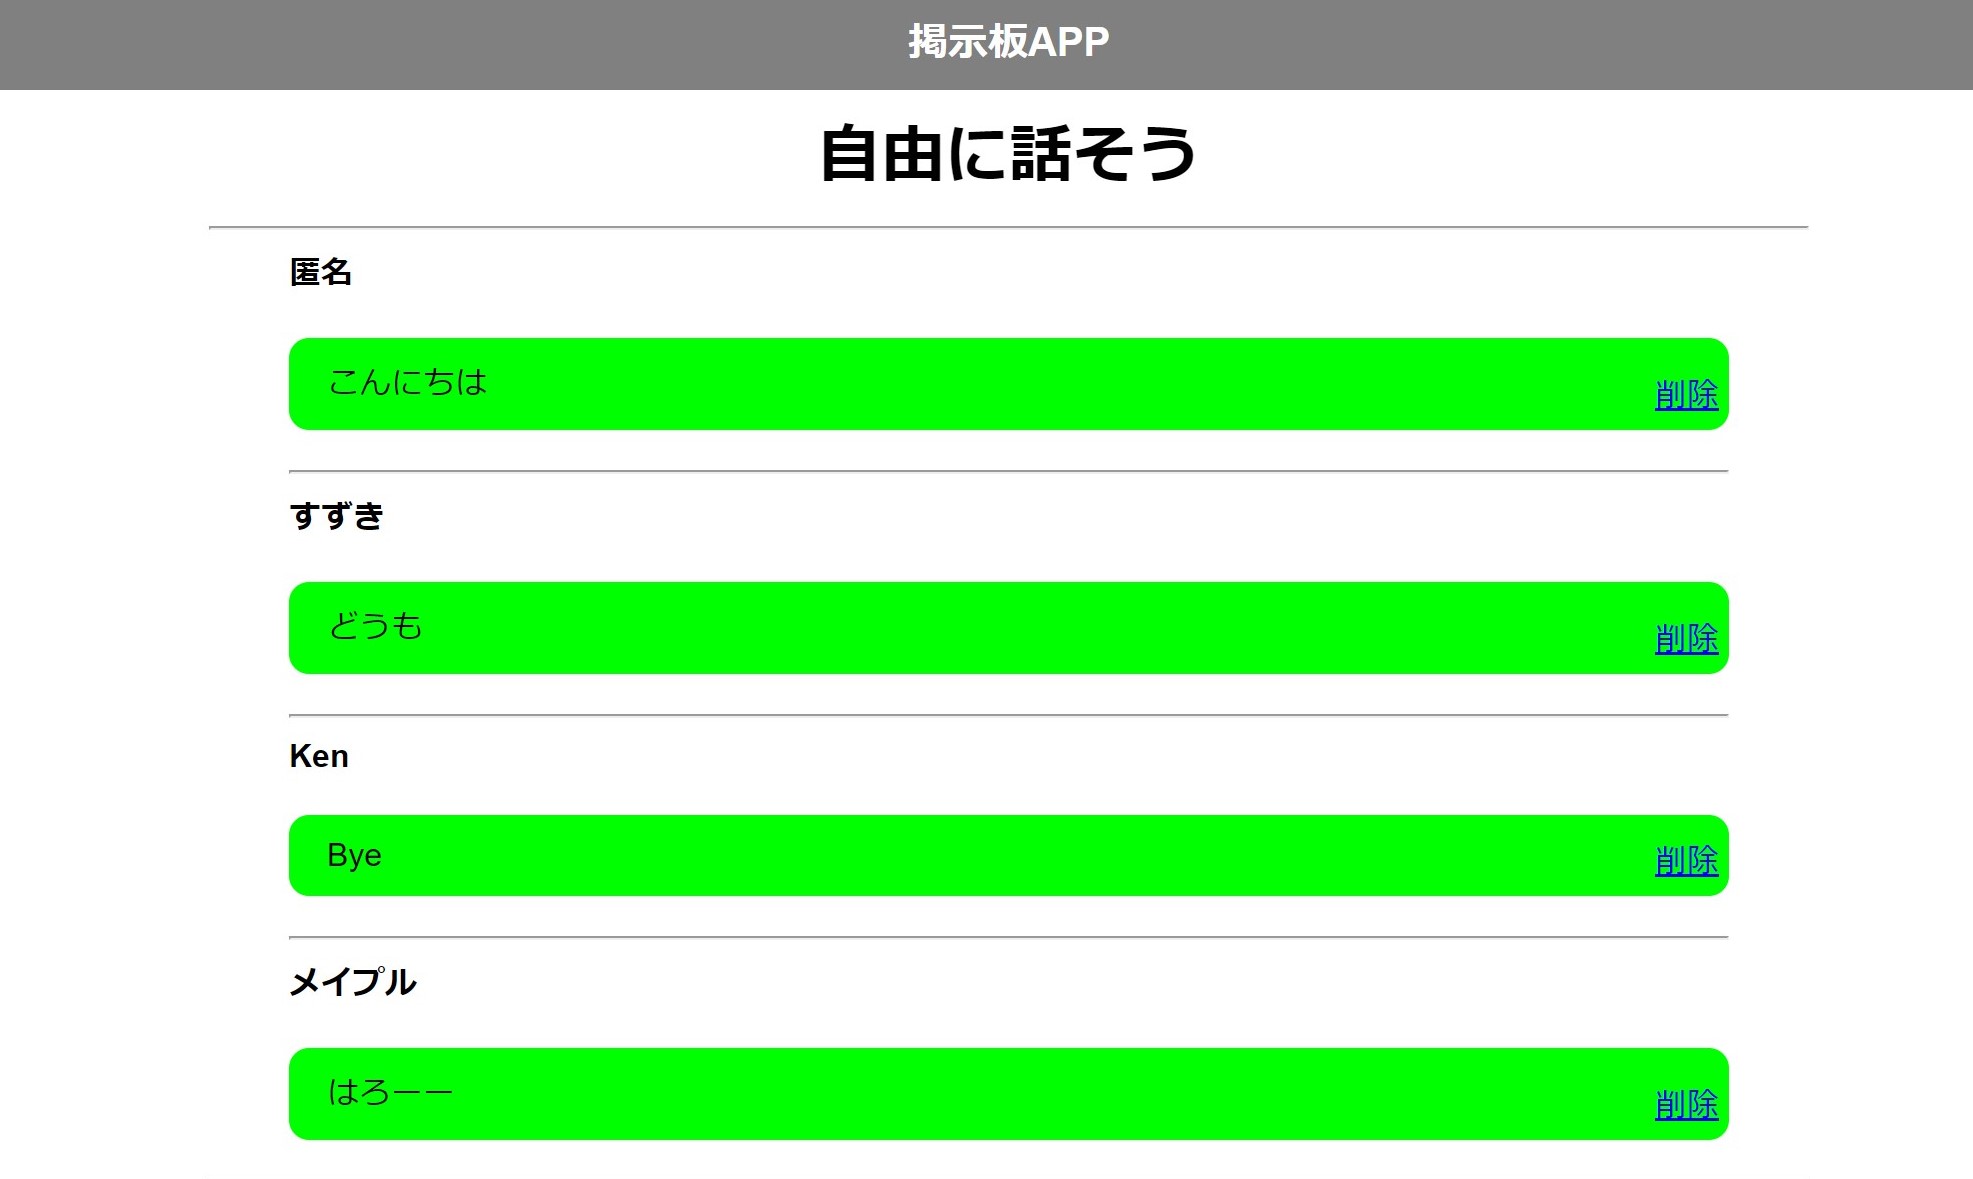 掲示板APP
自由に話そう
匿名
こんにちは
削除
すずき
どうも
削除
Ken
Bye
削除
メイプル
はろーー
削除